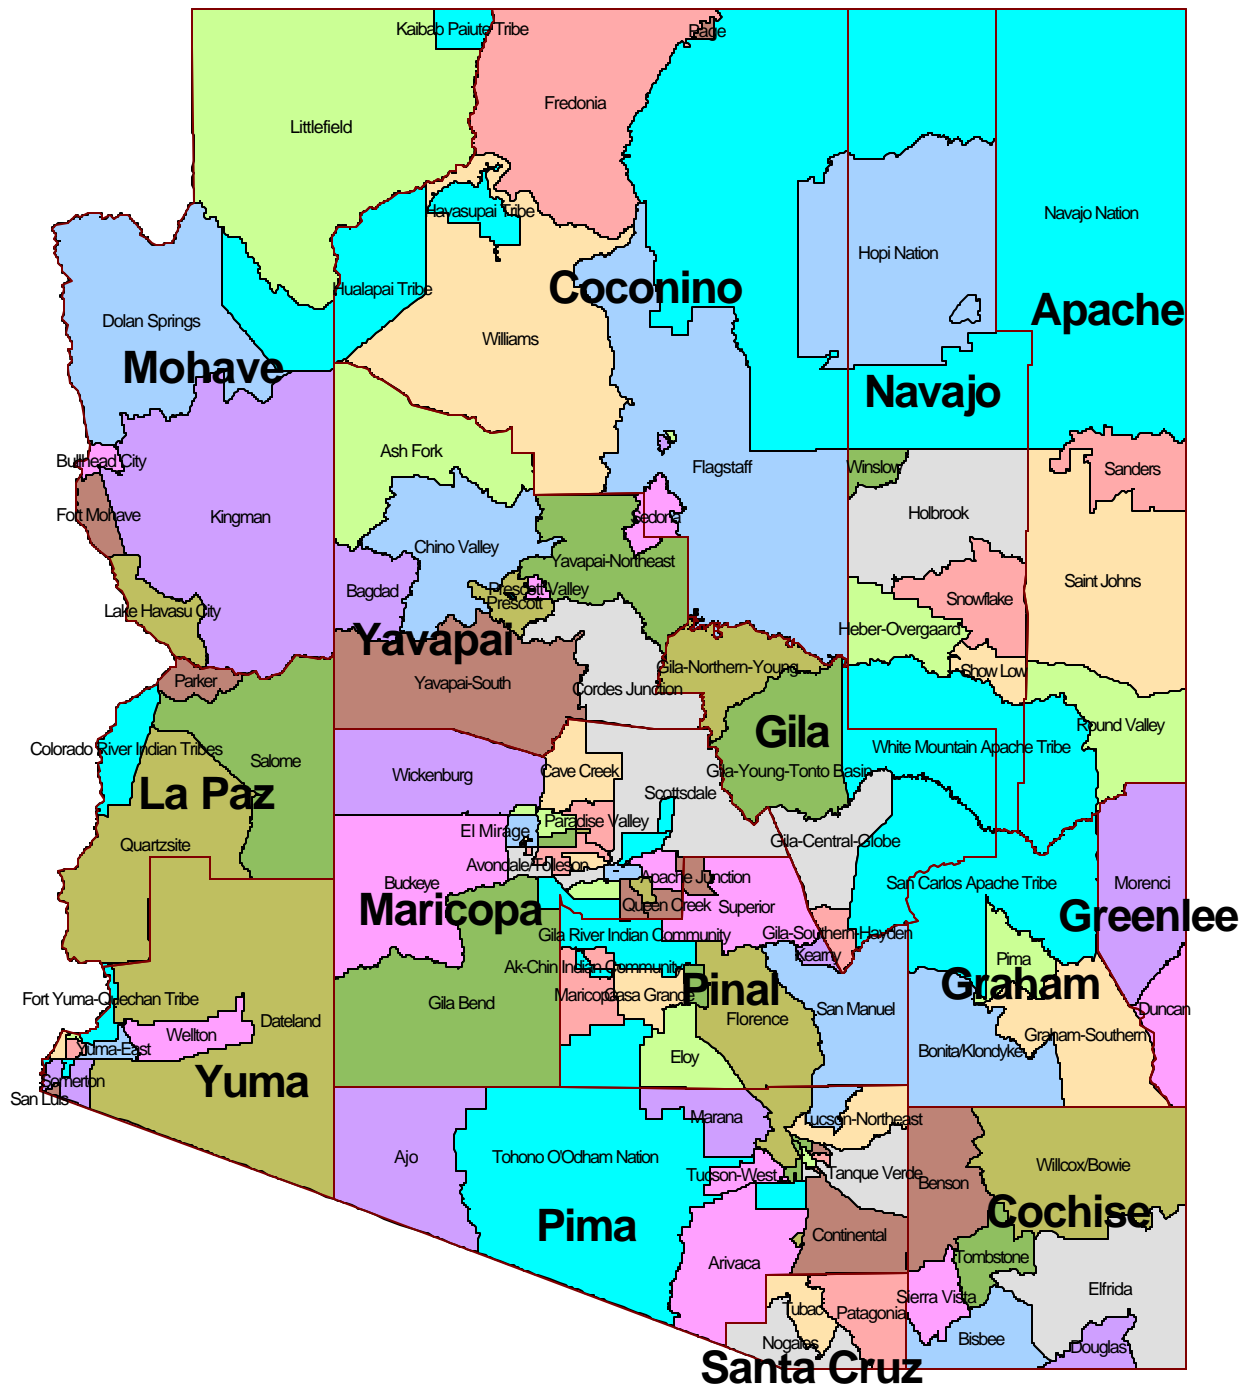 Kaibab Paiute Tribe
Page
Fredonia
Littlefield
Havasupai Tribe
Navajo Nation
Hopi Nation
Hualapai Tribe
Coconino
Apache
Dolan Springs
Williams
Mohave
Navajo
Ash Fork
Bullhead City
Flagstaff
Winslow
Sanders
Fort Mohave
Kingman
Sedona
Holbrook
Chino Valley
Yavapai-Northeast
Saint Johns
Bagdad
Prescott Valley
Prescott
Snowflake
Lake Havasu City
Heber-Overgaard
Yavapai
Gila-Northern-Young
Show Low
Parker
Yavapai-South
Cordes Junction
Round Valley
Gila
Colorado River Indian Tribes
Salome
White Mountain Apache Tribe
Wickenburg
Cave Creek
Gila-Young-Tonto Basin
La Paz
Scottsdale
Paradise Valley
El Mirage
Quartzsite
Gila-Central-Globe
Avondale/Tolleson
Buckeye
Apache Junction
San Carlos Apache Tribe
Morenci
Maricopa
Queen Creek
Superior
Greenlee
Gila River Indian Community
Gila-Southern-Hayden
Kearny
Pima
Ak-Chin Indian Community
Graham
Fort Yuma-Quechan Tribe
Gila Bend
Maricopa
Casa Grande
Pinal
San Manuel
Duncan
Dateland
Florence
Wellton
Graham-Southern
Yuma-East
Bonita/Klondyke
Eloy
Somerton
Yuma
San Luis
Marana
Tucson-Northeast
Ajo
Tohono O'Odham Nation
Tucson-West
Tanque Verde
Willcox/Bowie
Benson
Cochise
Pima
Continental
Tombstone
Arivaca
Elfrida
Sierra Vista
Tubac
Patagonia
Bisbee
Nogales
Douglas
Santa Cruz